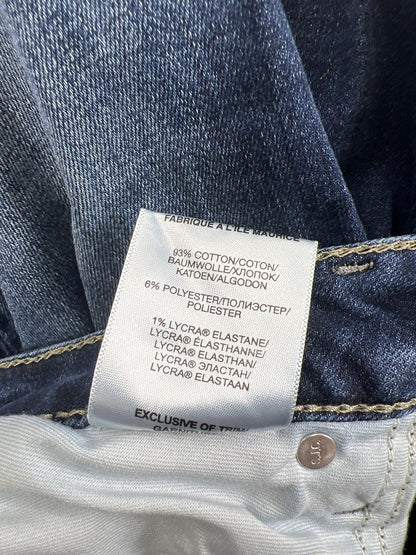 FABRIQUÉ À L'ÎLE MAURICE
93% COTTON/COTON/
BAUMWOLLE/ХЛОПОК/
KATOEN/ALGODON
6% POLYESTER/ПОЛИЭСТЕР/
POLIESTER
1% LYCRA® ELASTANE/
LYCRA® ÉLASTHANNE/
LYCRA® ELASTHAN/
LYCRA® ЭЛАСТАН/
LYCRA® ELASTAAN
EXCLUSIVE OF TRIM